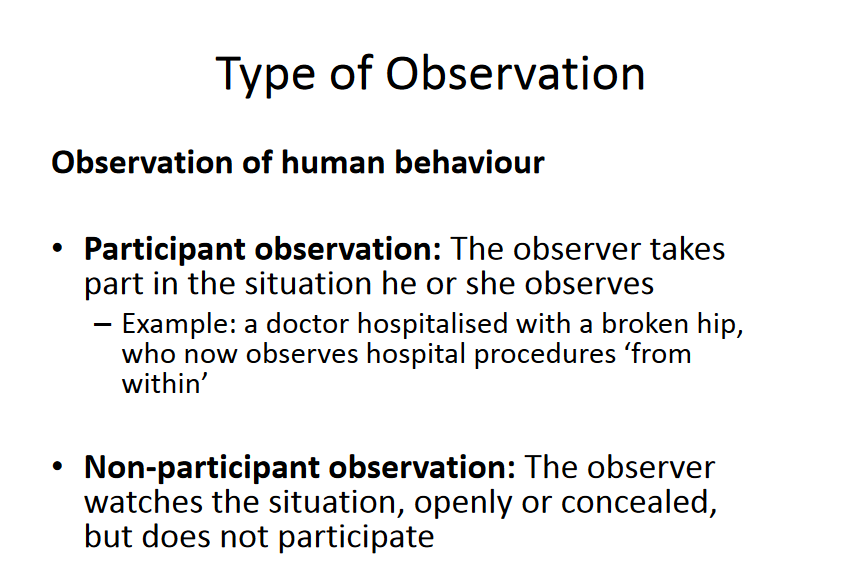 Type of Observation
Observation of human behaviour
• Participant observation: The observer takes
part in the situation he or she observes
– Example: a doctor hospitalised with a broken hip,
who now observes hospital procedures ‘from
within’
• Non-participant observation: The observer
watches the situation, openly or concealed,
but does not participate